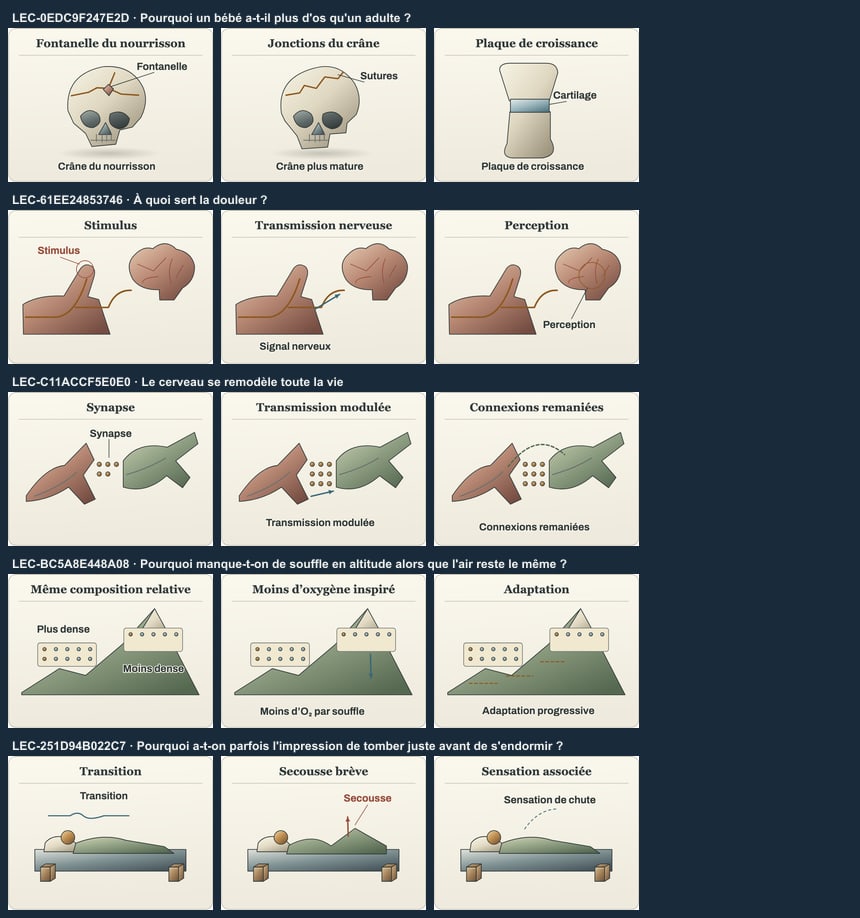 LEC-0EDC9F247E2D · Pourquoi un bébé a-t-il plus d'os qu'un adulte ?
Fontanelle du nourrisson
Fontanelle
Crâne du nourrisson
Jonctions du crâne
Sutures
Crâne plus mature
Plaque de croissance
Cartilage
Plaque de croissance
LEC-61EE24853746 · À quoi sert la douleur ?
Stimulus
Stimulus
Transmission nerveuse
Signal nerveux
Perception
Perception
LEC-C11ACCF5E0E0 · Le cerveau se remodèle toute la vie
Synapse
Synapse
Transmission modulée
Transmission modulée
Connexions remaniées
Connexions remaniées
LEC-BC5A8E448A08 · Pourquoi manque-t-on de souffle en altitude alors que l'air reste le même ?
Même composition relative
Plus dense
Moins dense
Moins d’oxygène inspiré
Moins d’O₂ par souffle
Adaptation
Adaptation progressive
LEC-251D94B022C7 · Pourquoi a-t-on parfois l'impression de tomber juste avant de s'endormir ?
Transition
Transition
Secousse brève
Secousse
Sensation associée
Sensation de chute